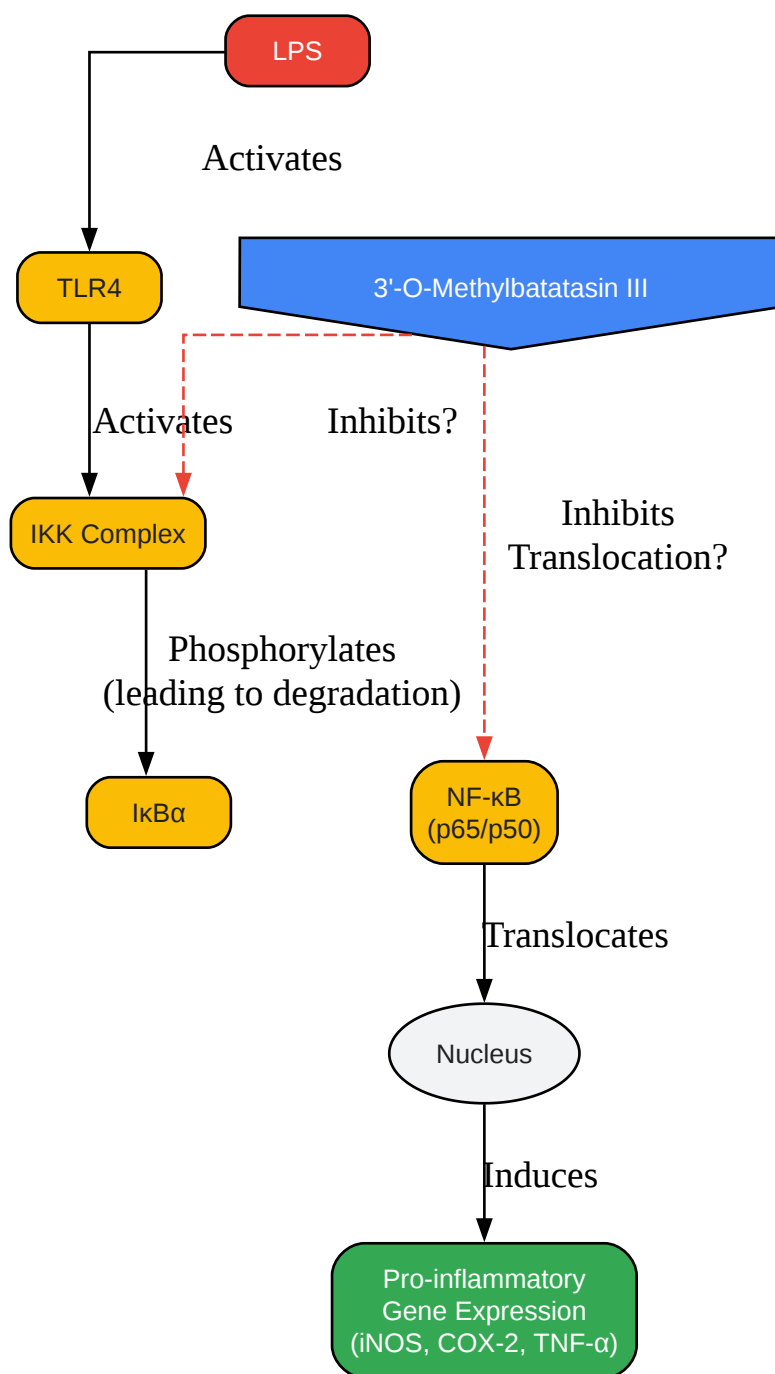 LPS
Activates
TLR4
3'-O-Methylbatatasin III
Activates
Inhibits?
Inhibits
Translocation?
IKK Complex
Phosphorylates
(leading to degradation)
IκBα
NF-κB
(p65/p50)
Translocates
Nucleus
Induces
Pro-inflammatory
Gene Expression
(iNOS, COX-2, TNF-α)